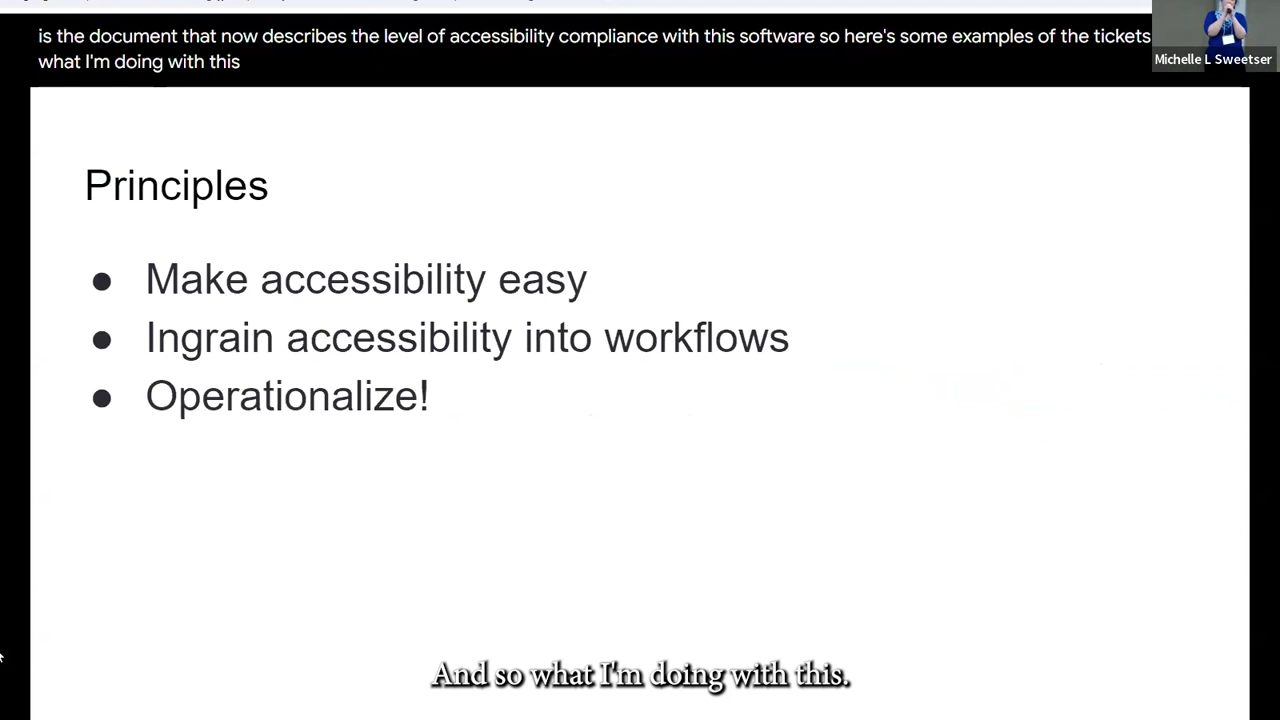 is the document that now describes the level of accessibility compliance with this software so here's some examples of the tickets
what I'm doing with this
Michelle L Sweetser
Principles
● Make accessibility easy
● Ingrain accessibility into workflows
● Operationalize!
And so what I'm doing with this.